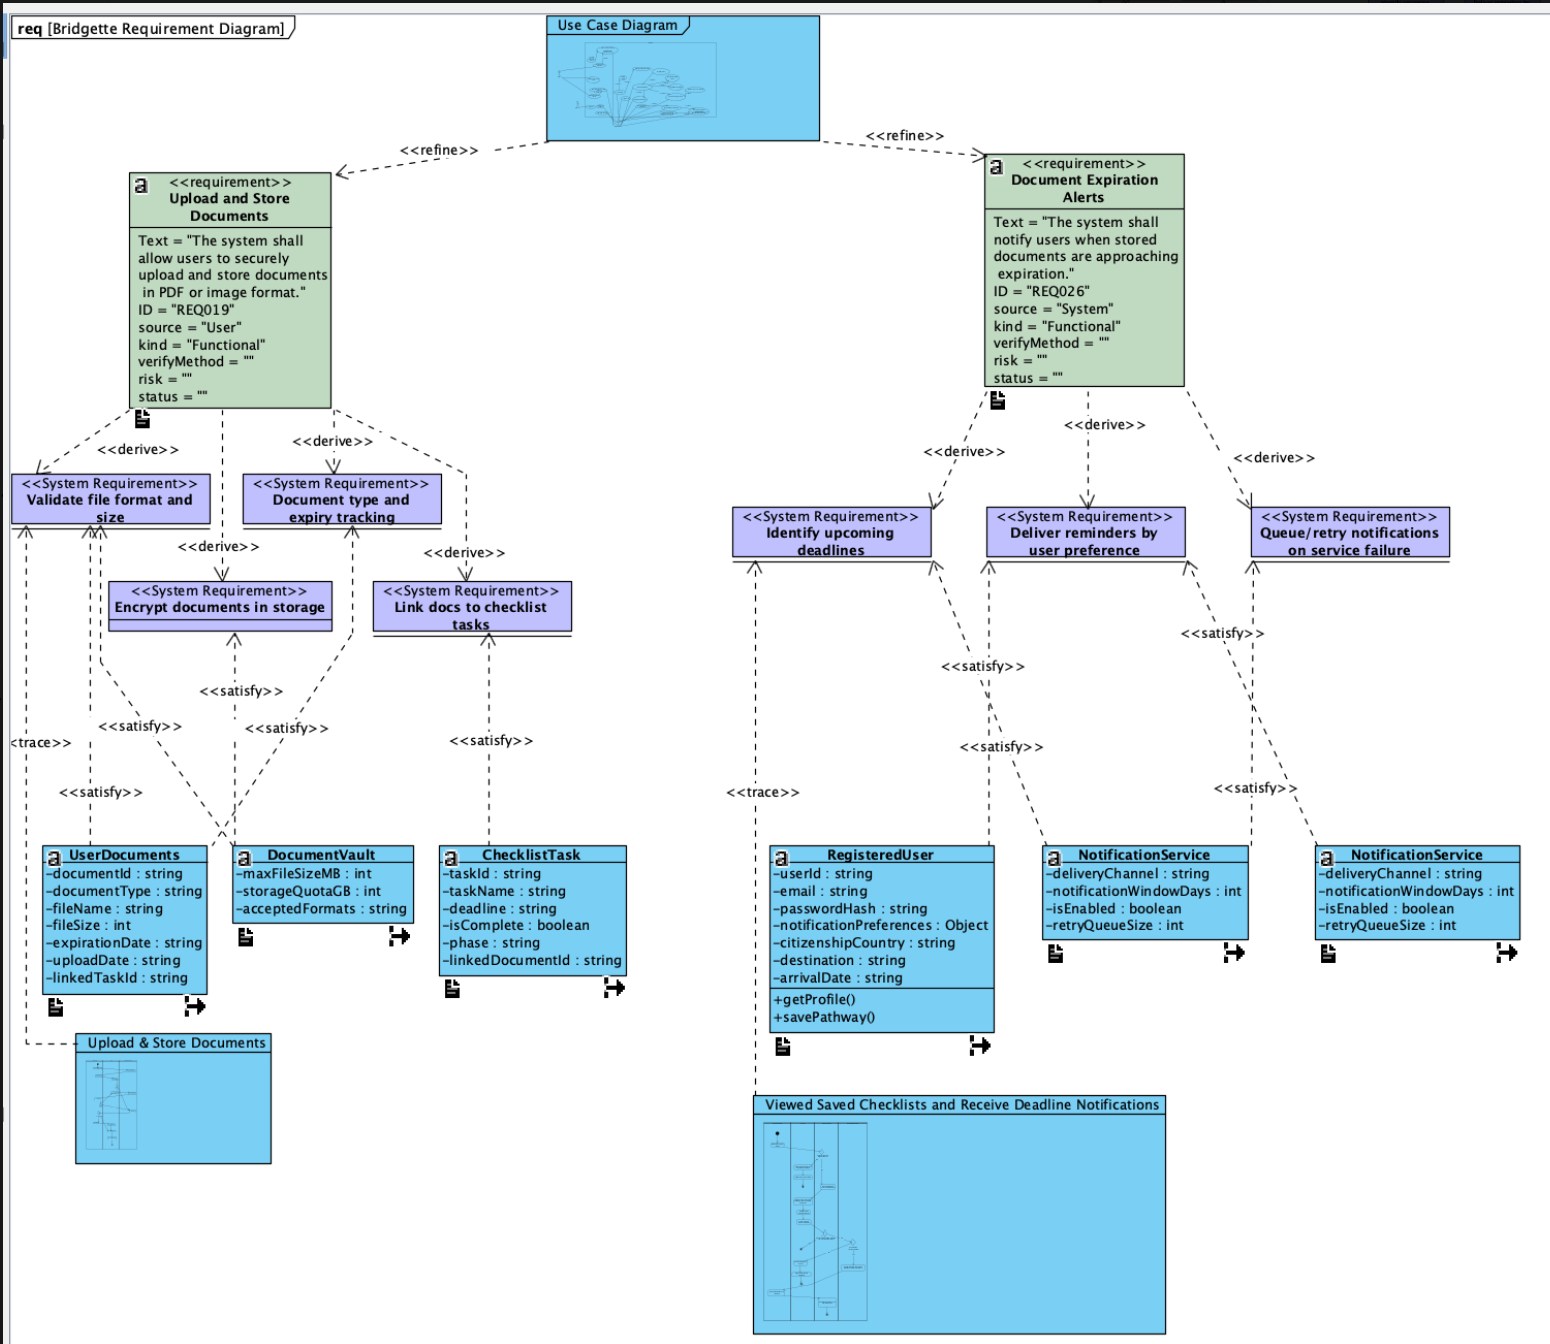 req [Bridgette Requirement Diagram]
Use Case Diagram
<<refine>>
<<refine>>
a
<<requirement>>
Upload and Store
Documents
Text = "The system shall
allow users to securely
upload and store documents
in PDF or image format."
ID = "REQ019"
source = "User"
kind = "Functional"
verifyMethod = ""
risk = ""
status = ""
a
<<requirement>>
Document Expiration
Alerts
Text = "The system shall
notify users when stored
documents are approaching
expiration."
ID = "REQ026"
source = "System"
kind = "Functional"
verifyMethod = ""
risk = ""
status = ""
<<derive>>
<<derive>>
<<derive>>
<<derive>>
<<System Requirement>>
Validate file format and
size
<<System Requirement>>
Document type and
expiry tracking
<<System Requirement>>
Encrypt documents in storage
<<System Requirement>>
Link docs to checklist
tasks
<<derive>>
<<derive>>
<<derive>>
<<System Requirement>>
Identify upcoming
deadlines
<<System Requirement>>
Deliver reminders by
user preference
<<System Requirement>>
Queue/retry notifications
on service failure
<<satisfy>>
<<satisfy>>
<<satisfy>>
<<satisfy>>
<<satisfy>>
<trace>>
<<satisfy>>
<<satisfy>>
<<satisfy>>
<<satisfy>>
<<trace>>
a
UserDocuments
-documentId : string
-documentType : string
-fileName : string
-fileSize : int
-expirationDate : string
-uploadDate : string
-linkedTaskId : string
a
DocumentVault
-maxFileSizeMB : int
-storageQuotaGB : int
-acceptedFormats : string
a
ChecklistTask
-taskId : string
-taskName : string
-deadline : string
-isComplete : boolean
-phase : string
-linkedDocumentId : string
a
RegisteredUser
-userId : string
-email : string
-passwordHash : string
-notificationPreferences : Object
-citizenshipCountry : string
-destination : string
-arrivalDate : string
+getProfile()
+savePathway()
a
NotificationService
-deliveryChannel : string
-notificationWindowDays : int
-isEnabled : boolean
-retryQueueSize : int
a
NotificationService
-deliveryChannel : string
-notificationWindowDays : int
-isEnabled : boolean
-retryQueueSize : int
Upload & Store Documents
Viewed Saved Checklists and Receive Deadline Notifications